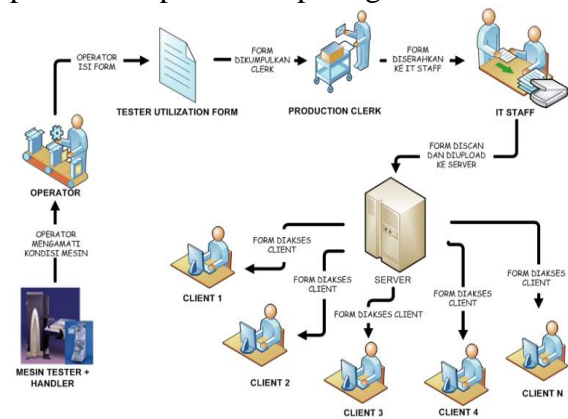 OPERATOR
ISI FORM
TESTER UTILIZATION FORM
FORM
DIKUMPULKAN
CLERK
PRODUCTION CLERK
FORM
DISERAHKAN
KE IT STAFF
IT STAFF
FORM DISCAN
DAN DIUPLOAD
KE SERVER
OPERATOR
OPERATOR
MENGAMATI
KONDISI MESIN
MESIN TESTER +
HANDLER
SERVER
FORM DIAKSES
CLIENT
CLIENT 1
FORM DIAKSES
CLIENT
CLIENT 2
FORM DIAKSES CLIENT
CLIENT 3
FORM DIAKSES
CLIENT
CLIENT 4
FORM DIAKSES
CLIENT
CLIENT N